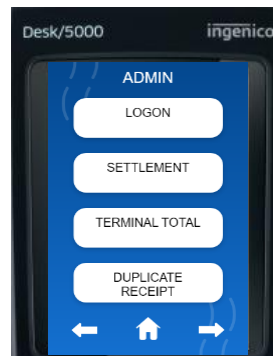 Desk/5000 ingenico
ADMIN
LOGON
SETTLEMENT
TERMINAL TOTAL
DUPLICATE
RECEIPT